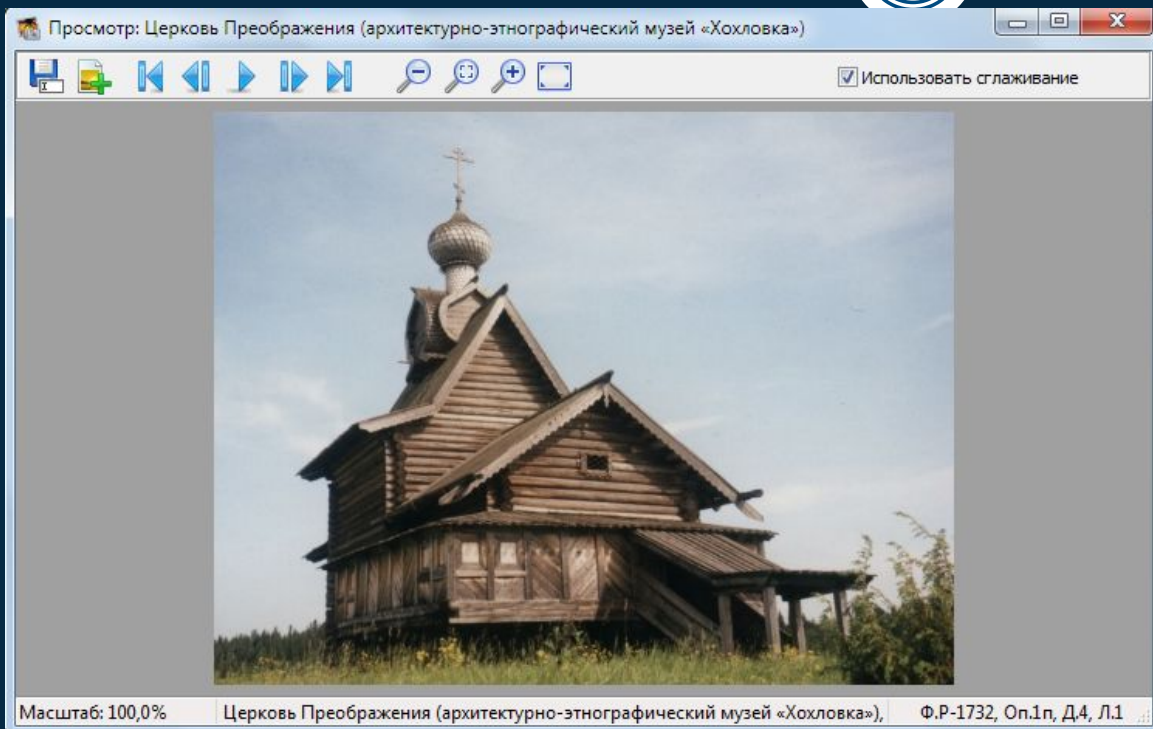 Просмотр: Церковь Преображения (архитектурно-этнографический музей «Хохловка»)
Использовать сглаживание
Масштаб: 100,0% Церковь Преображения (архитектурно-этнографический музей «Хохловка»), Ф.Р-1732, Оп.1п, Д.4, Л.1